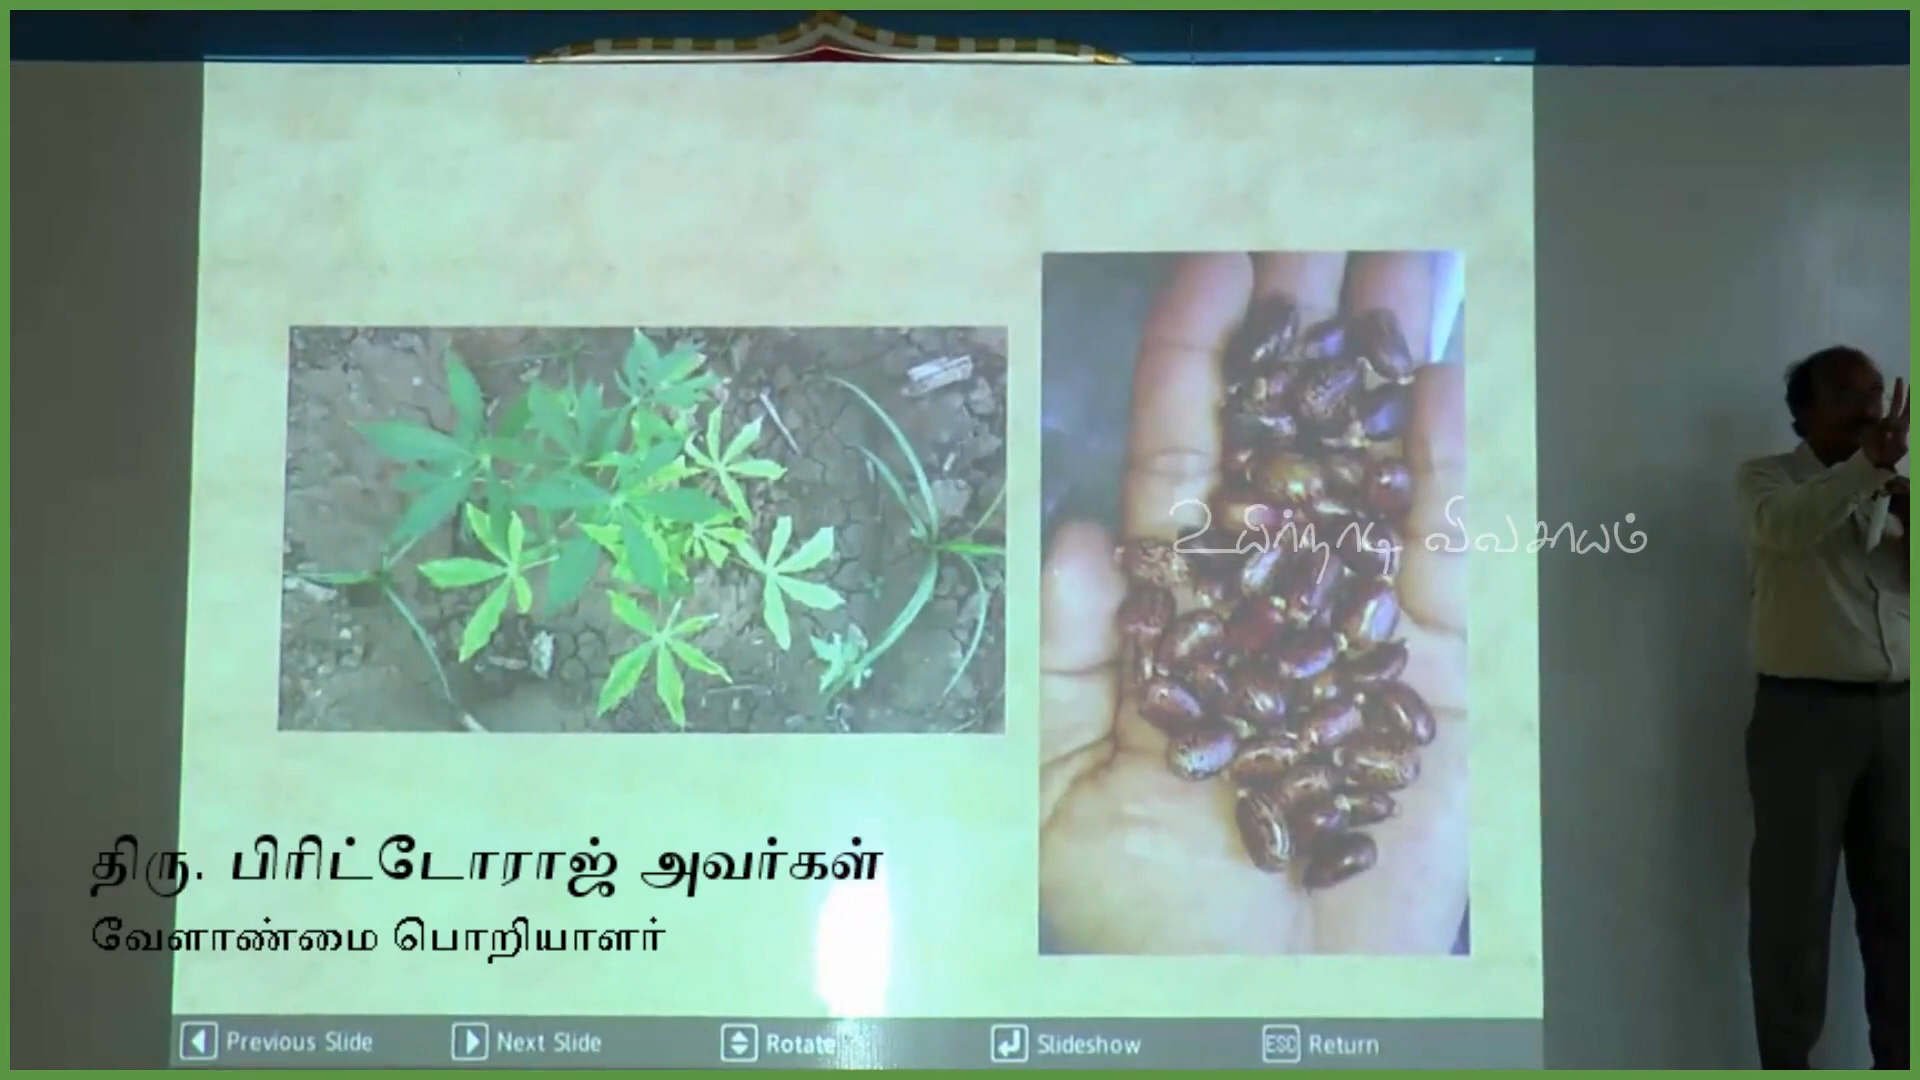 உயிர்நாடி விவசாயம்
திரு. பிரிட்டோராஜ் அவர்கள்
வேளாண்மை பொறியாளர்
Previous Slide
Next Slide
Rotate
Slideshow
ESC Return